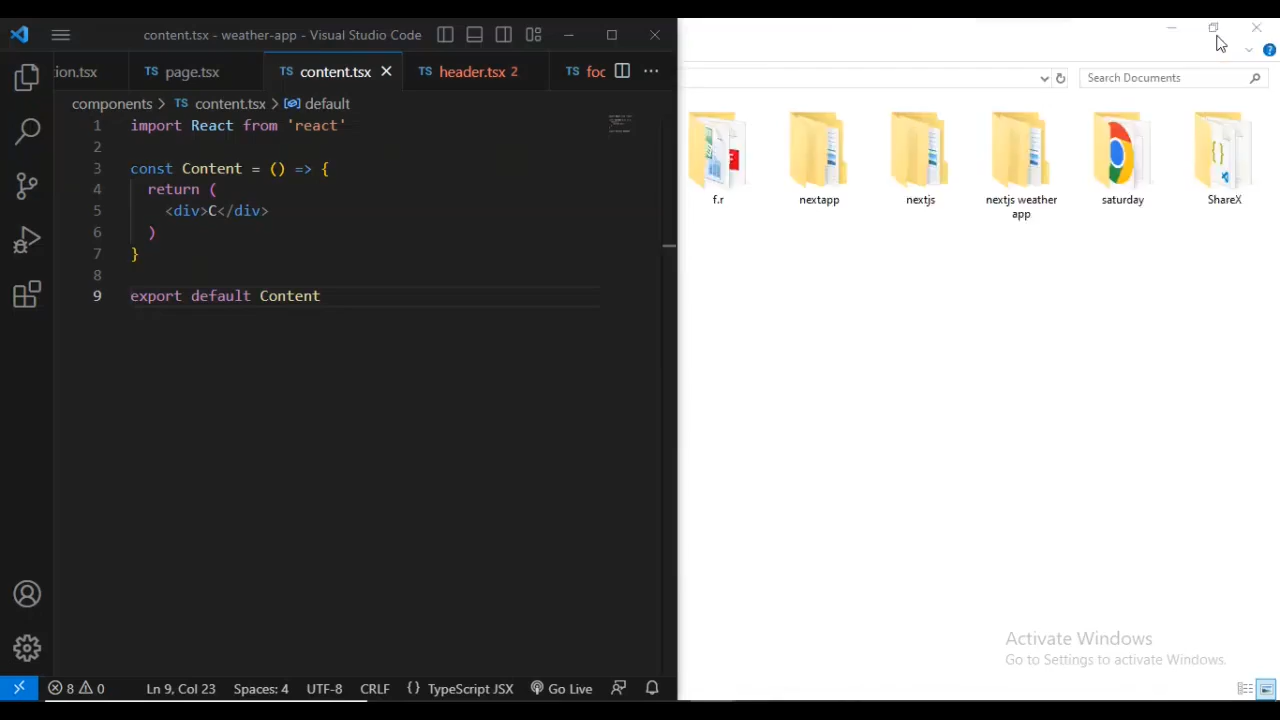 content.tsx - weather-app - Visual Studio Code
ion.tsx
TS page.tsx
TS content.tsx
TS header.tsx 2
TS foc
components > TS content.tsx > default
1 import React from 'react'
2
3 const Content = () => {
4 return (
5 <div>C</div>
6 )
7 }
8
9 export default Content
8 0
Ln 9, Col 23
Spaces: 4
UTF-8
CRLF
{ } TypeScript JSX
Go Live
Search Documents
f.r
nextapp
nextjs
nextjs weather
app
saturday
ShareX
Activate Windows
Go to Settings to activate Windows.